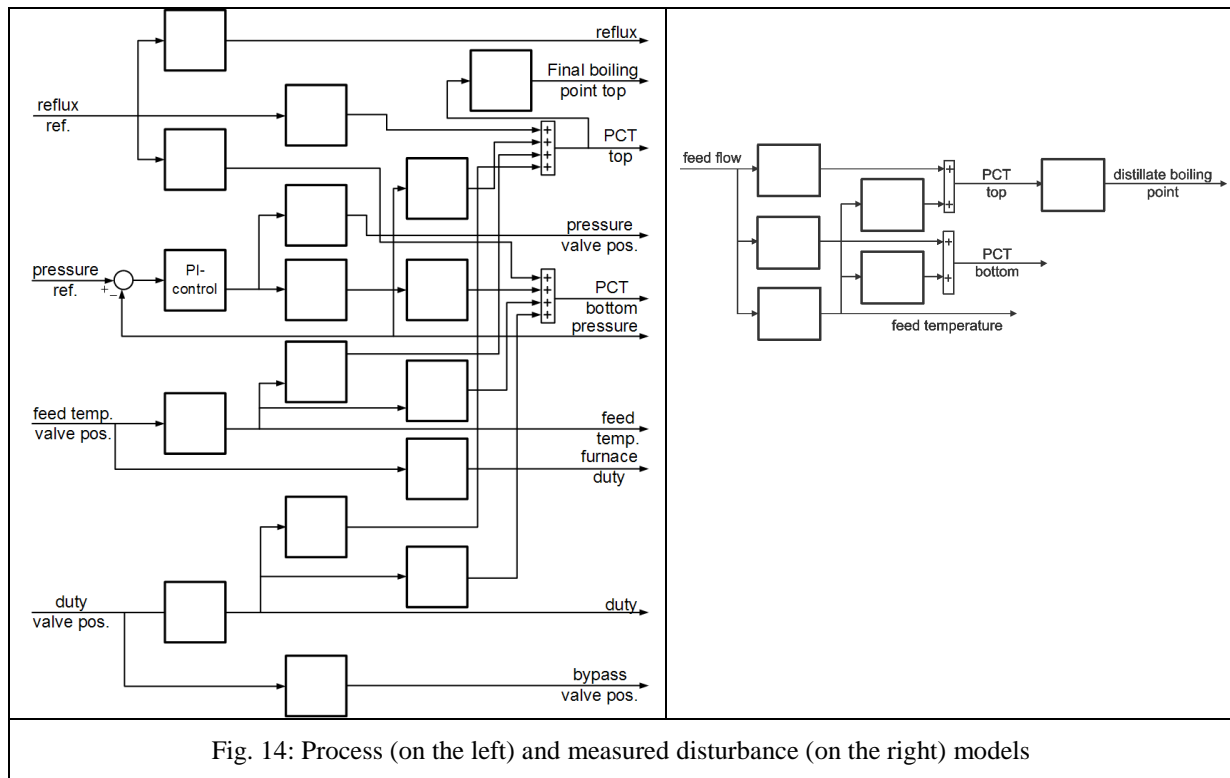 reflux
Final boiling
point top
reflux
ref.
PCT
top
pressure
valve pos.
pressure
ref.
+
−
PI-
control
PCT
bottom
pressure
feed temp.
valve pos.
feed
temp.
furnace
duty
duty
valve pos.
duty
bypass
valve pos.
+
+
+
+
+
+
+
+
feed flow
PCT
top
distillate boiling
point
PCT
bottom
feed temperature
+
+
+
+
Fig. 14: Process (on the left) and measured disturbance (on the right) models